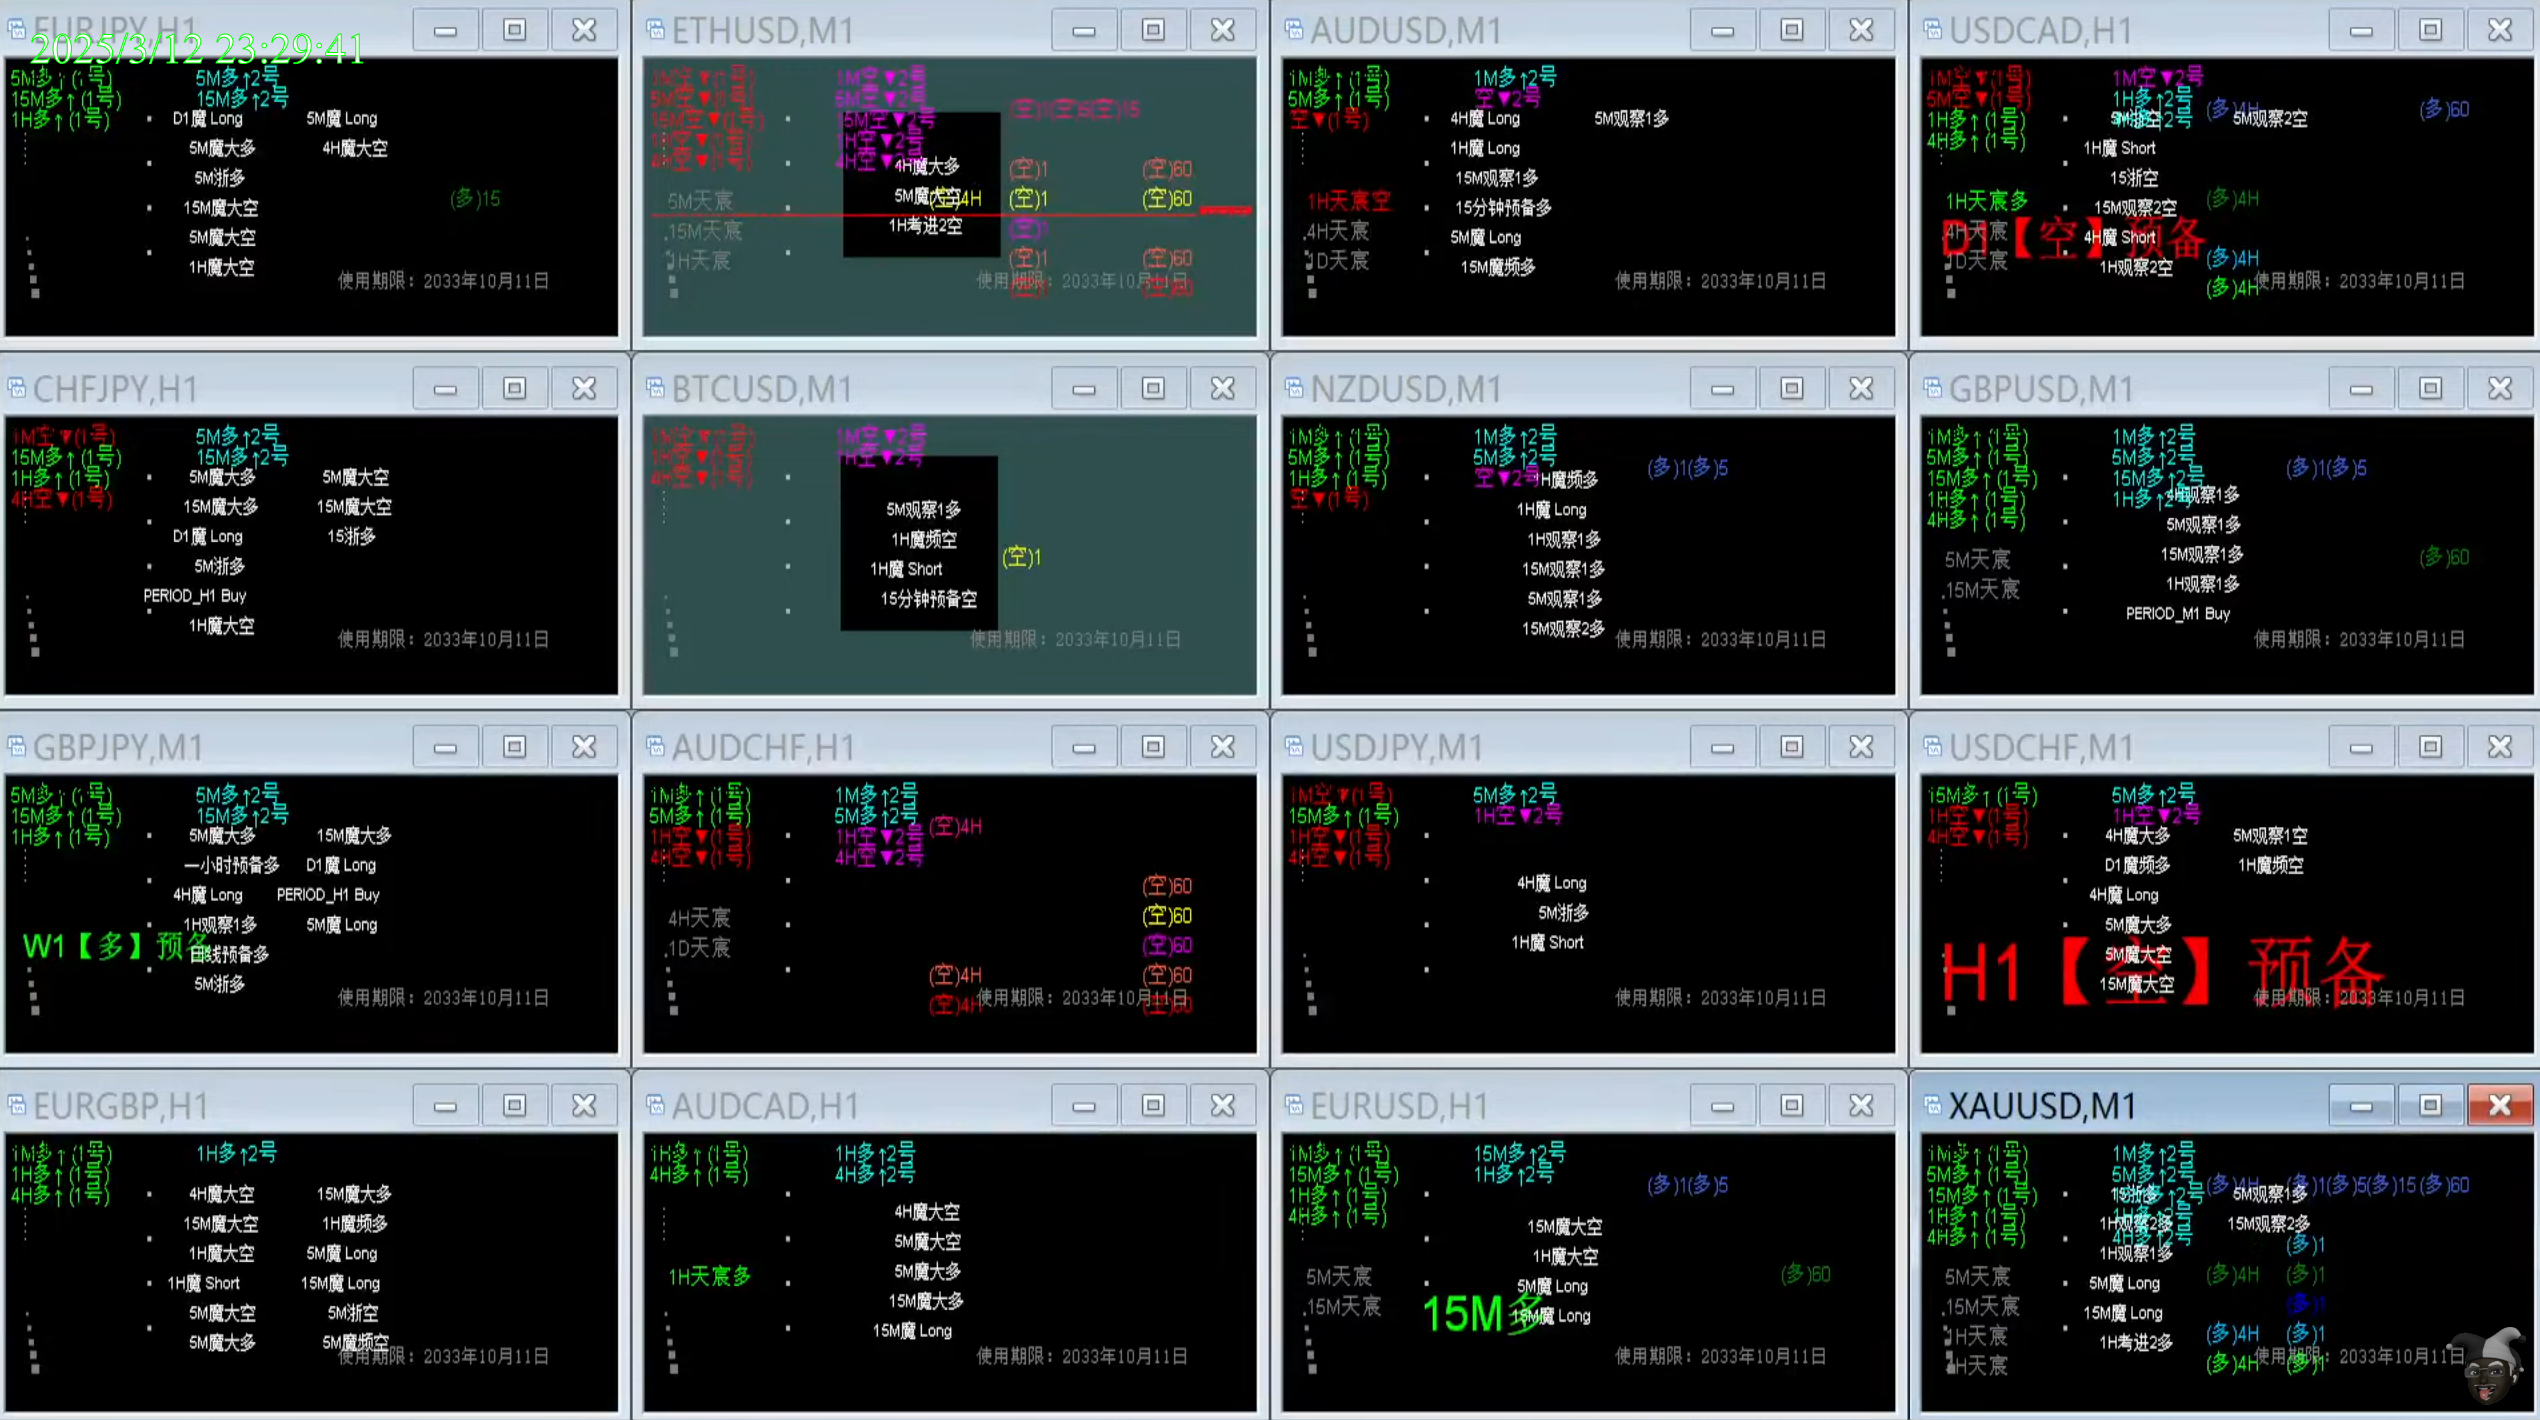 EURJPY,H1
2025/3/12 23:29:41
5M多↑(1号)
5M多↑2号
15M多↑(1号)
15M多↑2号
1H多↑(1号)
D1魔 Long
5M魔 Long
5M魔大多
4H魔大空
5M浙多
15M魔大空
(多)15
5M魔大空
1H魔大空
使用期限：2033年10月11日
ETHUSD,M1
1M空▼(1号)
1M空▼2号
5M空▼(1号)
5M空▼2号
15M空▼(1号)
15M空▼2号
1H空▼(1号)
1H空▼2号
4H空▼(1号)
4H空▼2号
(空)1(空)5(空)15
4H魔大多
(空)1
(空)60
5M天宸
5M魔大空
(空)4H
(空)1
(空)60
15M天宸
1H考进2空
(空)1
1H天宸
(空)1
(空)60
使用期限：2033年10月11日
AUDUSD,M1
1M多↑(1号)
1M多↑2号
5M多↑(1号)
空▼2号
空▼(1号)
4H魔 Long
5M观察1多
1H魔 Long
15M观察1多
1H天宸空
15分钟预备多
4H天宸
5M魔 Long
1D天宸
15M魔频多
使用期限：2033年10月11日
USDCAD,H1
1M空▼(1号)
1M空▼2号
5M空▼(1号)
1H多↑2号
1H多↑(1号)
4H多↑2号
4H多↑(1号)
(多)4H
(多)60
5M观察2空
1H魔 Short
15浙空
1H天宸多
15M观察2空
(多)4H
4H天宸
D1【空】预备
4H魔 Short
1D天宸
1H观察2空
(多)4H
(多)4H
使用期限：2033年10月11日
CHFJPY,H1
1M空▼(1号)
5M多↑2号
15M多↑(1号)
15M多↑2号
1H多↑(1号)
4H空▼(1号)
5M魔大多
5M魔大空
15M魔大多
15M魔大空
D1魔 Long
15浙多
5M浙多
PERIOD_H1 Buy
1H魔大空
使用期限：2033年10月11日
BTCUSD,M1
1M空▼(1号)
1M空▼2号
1H空▼(1号)
1H空▼2号
4H空▼(1号)
5M观察1多
1H魔频空
(空)1
1H魔 Short
15分钟预备空
使用期限：2033年10月11日
NZDUSD,M1
1M多↑(1号)
1M多↑2号
5M多↑(1号)
5M多↑2号
1H多↑(1号)
空▼2号
空▼(1号)
(多)1(多)5
1H魔 Long
1H观察1多
15M观察1多
5M观察1多
15M观察2多
使用期限：2033年10月11日
GBPUSD,M1
1M多↑(1号)
1M多↑2号
5M多↑(1号)
5M多↑2号
15M多↑(1号)
15M多↑2号
1H多↑(1号)
1H多↑2号
4H多↑(1号)
(多)1(多)5
5M观察1多
5M天宸
15M观察1多
(多)60
15M天宸
1H观察1多
PERIOD_M1 Buy
使用期限：2033年10月11日
GBPJPY,M1
5M多↑(1号)
5M多↑2号
15M多↑(1号)
15M多↑2号
1H多↑(1号)
5M魔大多
15M魔大多
一小时预备多
D1魔 Long
4H魔 Long
PERIOD_H1 Buy
1H观察1多
5M魔 Long
W1【多】预备
日线预备多
5M浙多
使用期限：2033年10月11日
AUDCHF,H1
1M多↑(1号)
1M多↑2号
5M多↑(1号)
5M多↑2号
1H空▼(1号)
1H空▼2号
4H空▼(1号)
4H空▼2号
(空)4H
(空)60
4H天宸
(空)60
1D天宸
(空)60
(空)4H
(空)60
(空)4H
(空)60
使用期限：2033年10月11日
USDJPY,M1
1M空▼(1号)
5M多↑2号
15M多↑(1号)
1H空▼2号
1H空▼(1号)
4H空▼(1号)
4H魔 Long
5M浙多
1H魔 Short
使用期限：2033年10月11日
USDCHF,M1
15M多↑(1号)
5M多↑2号
1H空▼(1号)
1H空▼2号
4H空▼(1号)
4H魔大多
5M观察1空
D1魔频多
1H魔频空
4H魔 Long
5M魔大多
5M魔大空
H1【空】预备
15M魔大空
使用期限：2033年10月11日
EURGBP,H1
1M多↑(1号)
1H多↑2号
1H多↑(1号)
4H多↑(1号)
4H魔大空
15M魔大多
15M魔大空
1H魔频多
1H魔大空
5M魔 Long
1H魔 Short
15M魔 Long
5M魔大空
5M浙空
5M魔大多
5M魔频空
使用期限：2033年10月11日
AUDCAD,H1
1H多↑(1号)
1H多↑2号
4H多↑(1号)
4H多↑2号
4H魔大空
5M魔大空
1H天宸多
5M魔大多
15M魔大多
15M魔 Long
使用期限：2033年10月11日
EURUSD,H1
1M多↑(1号)
15M多↑2号
15M多↑(1号)
1H多↑2号
1H多↑(1号)
4H多↑(1号)
(多)1(多)5
15M魔大空
1H魔大空
5M天宸
5M魔 Long
(多)60
15M天宸
15M多
15M魔 Long
使用期限：2033年10月11日
XAUUSD,M1
1M多↑(1号)
1M多↑2号
5M多↑(1号)
5M多↑2号
15M多↑(1号)
1H多↑(1号)
4H多↑(1号)
4H多↑2号
(多)4H
(多)1(多)5(多)15(多)60
15浙多
5M观察1多
1H观察2多
15M观察2多
1H观察1多
(多)1
5M天宸
5M魔 Long
(多)4H
(多)1
15M天宸
15M魔 Long
(多)1
1H天宸
1H考进2多
(多)4H
(多)1
4H天宸
(多)4H
(多)1
使用期限：2033年10月11日